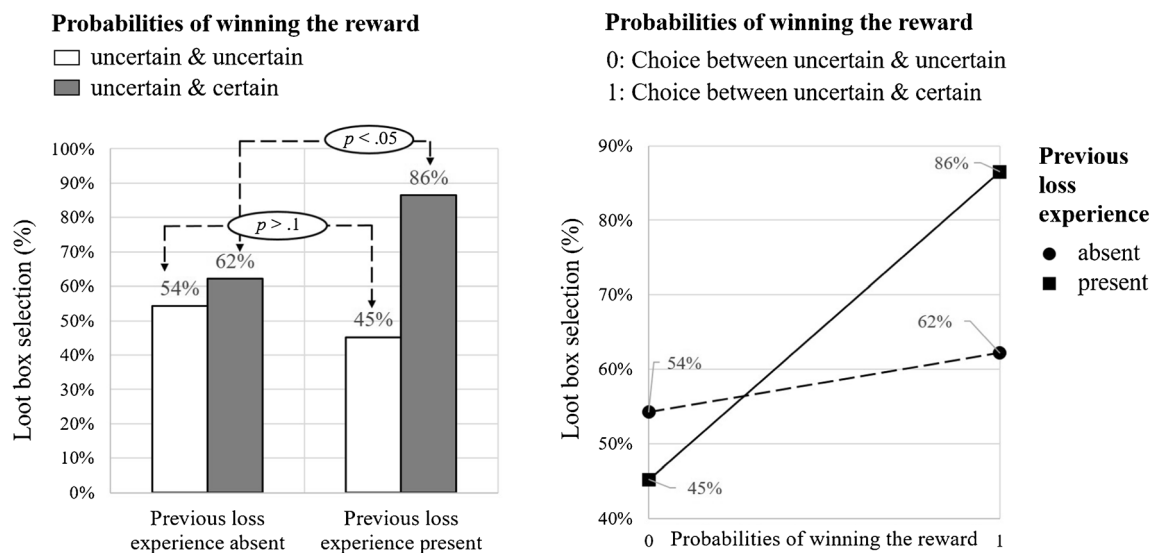 Probabilities of winning the reward
uncertain & uncertain
uncertain & certain
Loot box selection (%)
100%
90%
80%
70%
60%
50%
40%
30%
20%
10%
0%
p < .05
86%
p > .1
62%
54%
45%
Previous loss
experience absent
Previous loss
experience present
Probabilities of winning the reward
0: Choice between uncertain & uncertain
1: Choice between uncertain & certain
Loot box selection (%)
90%
80%
70%
60%
50%
40%
86%
62%
54%
45%
0
Probabilities of winning the reward
1
Previous
loss
experience
absent
present